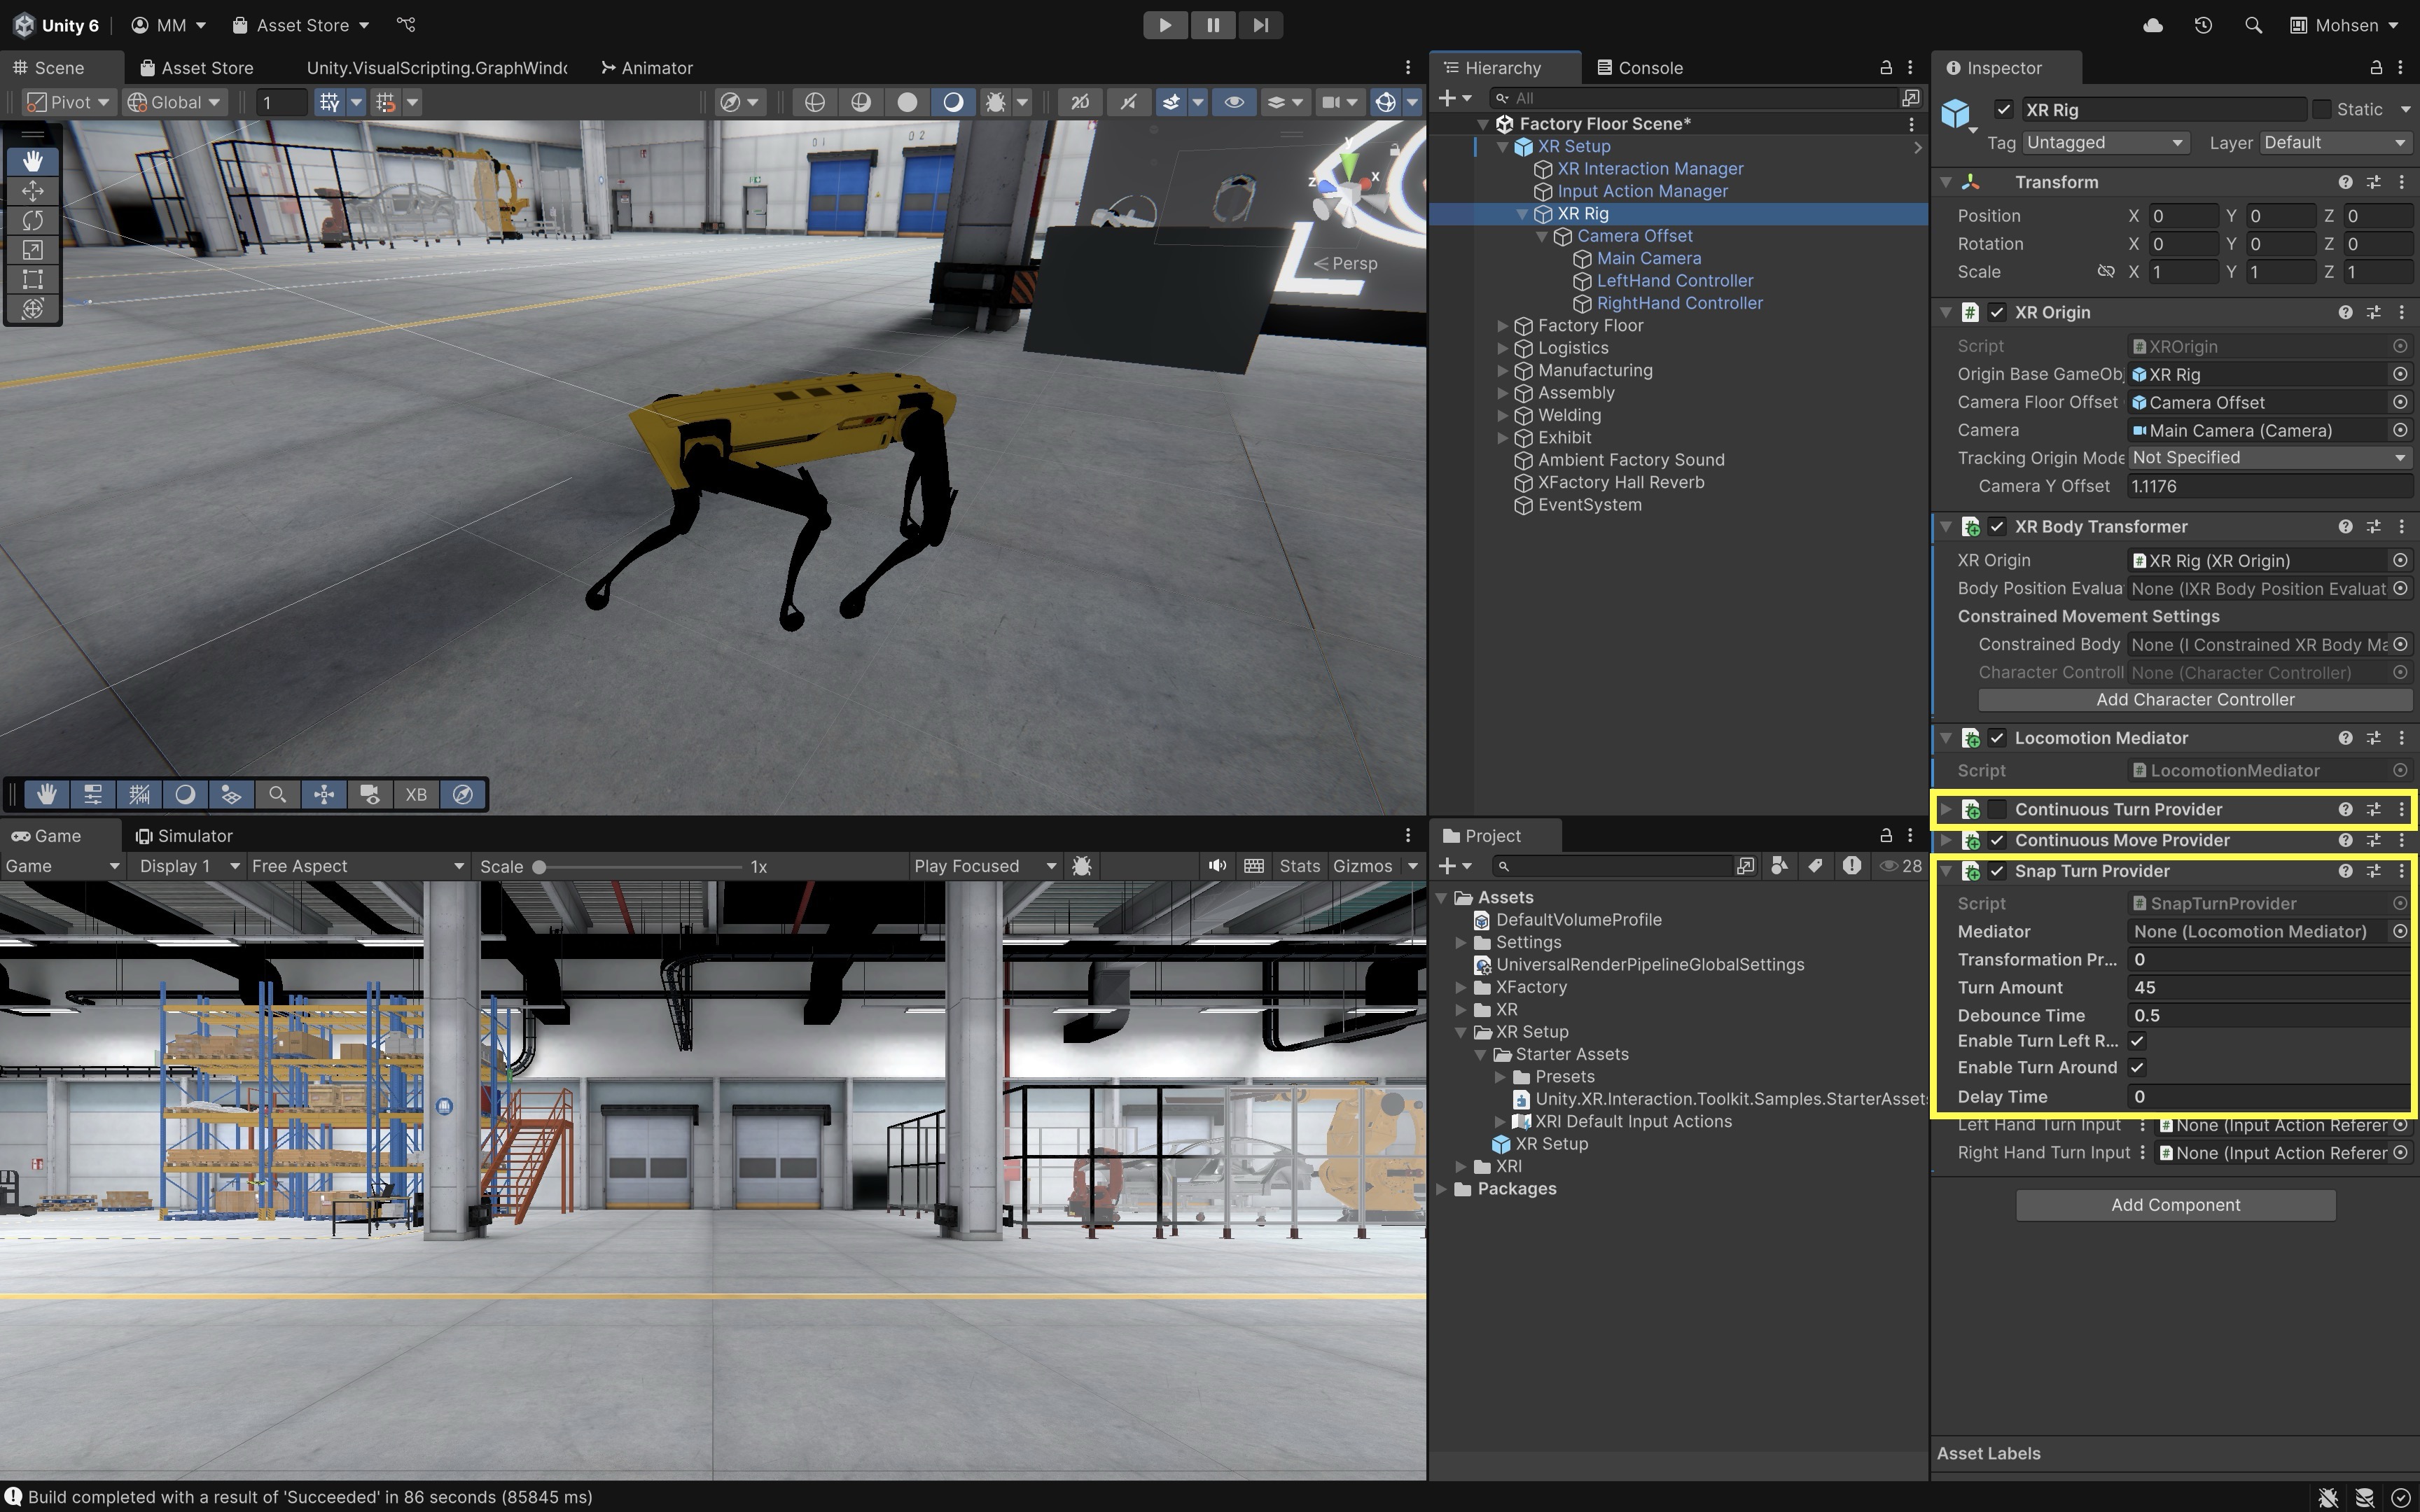 Unity 6
MM
Asset Store
Mohsen
Scene
Asset Store
Unity.VisualScripting.GraphWindo
Animator
Pivot
Global
1
2D
01
02
y
x
z
Persp
XB
Game
Simulator
Game
Display 1
Free Aspect
Scale
1x
Play Focused
Stats
Gizmos
Hierarchy
Console
All
Factory Floor Scene*
XR Setup
XR Interaction Manager
Input Action Manager
XR Rig
Camera Offset
Main Camera
LeftHand Controller
RightHand Controller
Factory Floor
Logistics
Manufacturing
Assembly
Welding
Exhibit
Ambient Factory Sound
XFactory Hall Reverb
EventSystem
Project
28
Assets
DefaultVolumeProfile
Settings
UniversalRenderPipelineGlobalSettings
XFactory
XR
XR Setup
Starter Assets
Presets
Unity.XR.Interaction.Toolkit.Samples.StarterAsset
XRI Default Input Actions
XR Setup
XRI
Packages
Inspector
XR Rig
Static
Tag Untagged Layer Default
Transform
Position X 0 Y 0 Z 0
Rotation X 0 Y 0 Z 0
Scale X 1 Y 1 Z 1
XR Origin
Script XROrigin
Origin Base GameObj XR Rig
Camera Floor Offset Camera Offset
Camera Main Camera (Camera)
Tracking Origin Mode Not Specified
Camera Y Offset 1.1176
XR Body Transformer
XR Origin XR Rig (XR Origin)
Body Position Evalua None (IXR Body Position Evaluat
Constrained Movement Settings
Constrained Body None (I Constrained XR Body Ma
Character Controll None (Character Controller)
Add Character Controller
Locomotion Mediator
Script LocomotionMediator
Continuous Turn Provider
Continuous Move Provider
Snap Turn Provider
Script SnapTurnProvider
Mediator None (Locomotion Mediator)
Transformation Pr... 0
Turn Amount 45
Debounce Time 0.5
Enable Turn Left R...
Enable Turn Around
Delay Time 0
Left Hand Turn Input None (Input Action Referer
Right Hand Turn Input None (Input Action Referer
Add Component
Asset Labels
Build completed with a result of 'Succeeded' in 86 seconds (85845 ms)